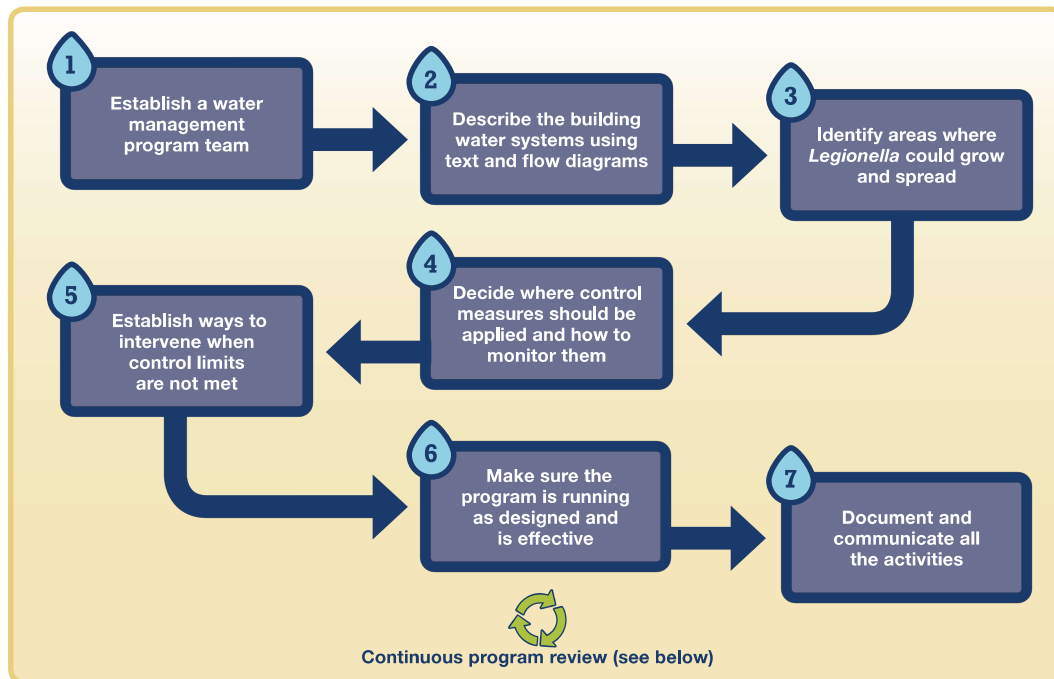 1
Establish a water
management
program team
2
Describe the building
water systems using
text and flow diagrams
3
Identify areas where
Legionella could grow
and spread
4
Decide where control
measures should be
applied and how to
monitor them
5
Establish ways to
intervene when
control limits
are not met
6
Make sure the
program is running
as designed and
is effective
7
Document and
communicate all
the activities
Continuous program review (see below)